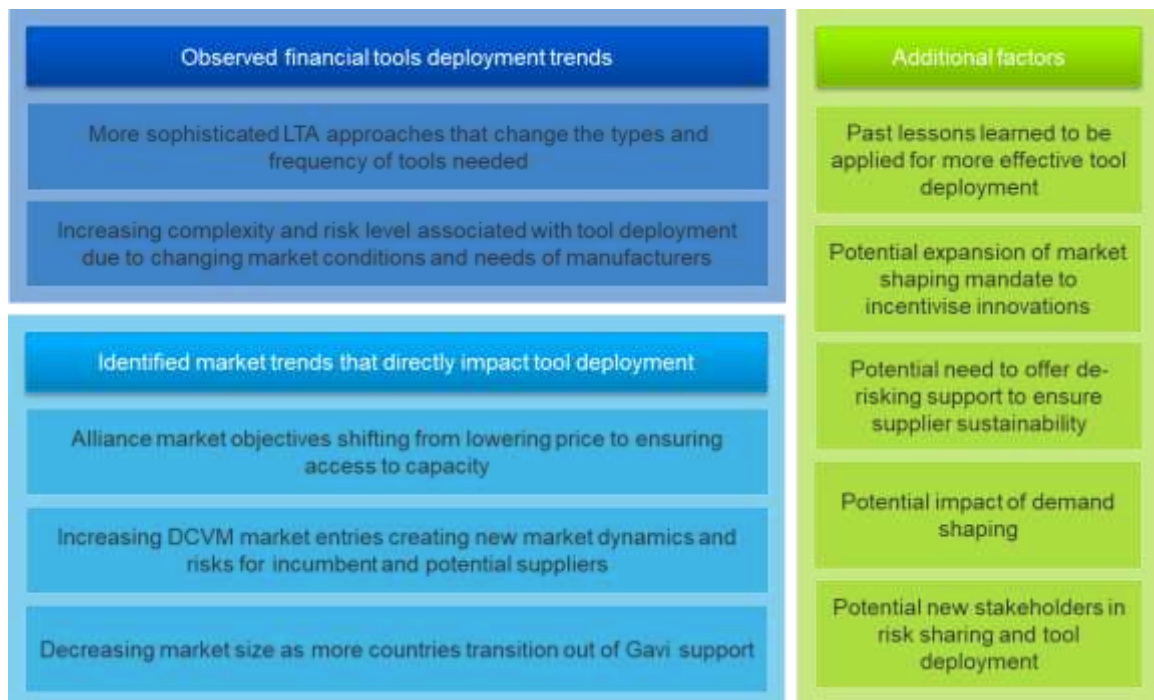 Observed financial tools deployment trends
More sophisticated LTA approaches that change the types and
frequency of tools needed
Increasing complexity and risk level associated with tool deployment
due to changing market conditions and needs of manufacturers
Identified market trends that directly impact tool deployment
Alliance market objectives shifting from lowering price to ensuring
access to capacity
Increasing DCVM market entries creating new market dynamics and
risks for incumbent and potential suppliers
Decreasing market size as more countries transition out of Gavi support
Additional factors
Past lessons learned to be
applied for more effective tool
deployment
Potential expansion of market
shaping mandate to
incentivise innovations
Potential need to offer de-
risking support to ensure
supplier sustainability
Potential impact of demand
shaping
Potential new stakeholders in
risk sharing and tool
deployment